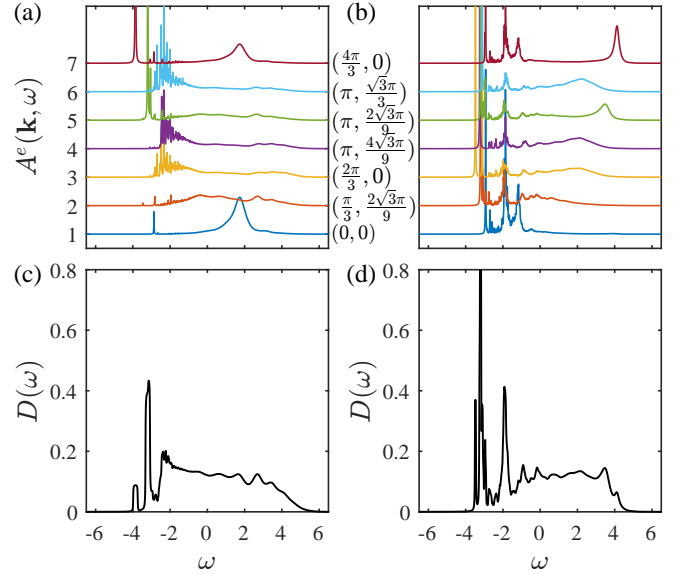 (a)
(b)
A^e(k, ω)
7
6
5
4
3
2
1
(4π/3, 0)
(π, √3π/3)
(π, 2√3π/9)
(π, 4√3π/9)
(2π/3, 0)
(π/3, 2√3π/9)
(0, 0)
(c)
(d)
D(ω)
0.8
0.6
0.4
0.2
0
-6 -4 -2 0 2 4 6
ω
D(ω)
0.8
0.6
0.4
0.2
0
-6 -4 -2 0 2 4 6
ω